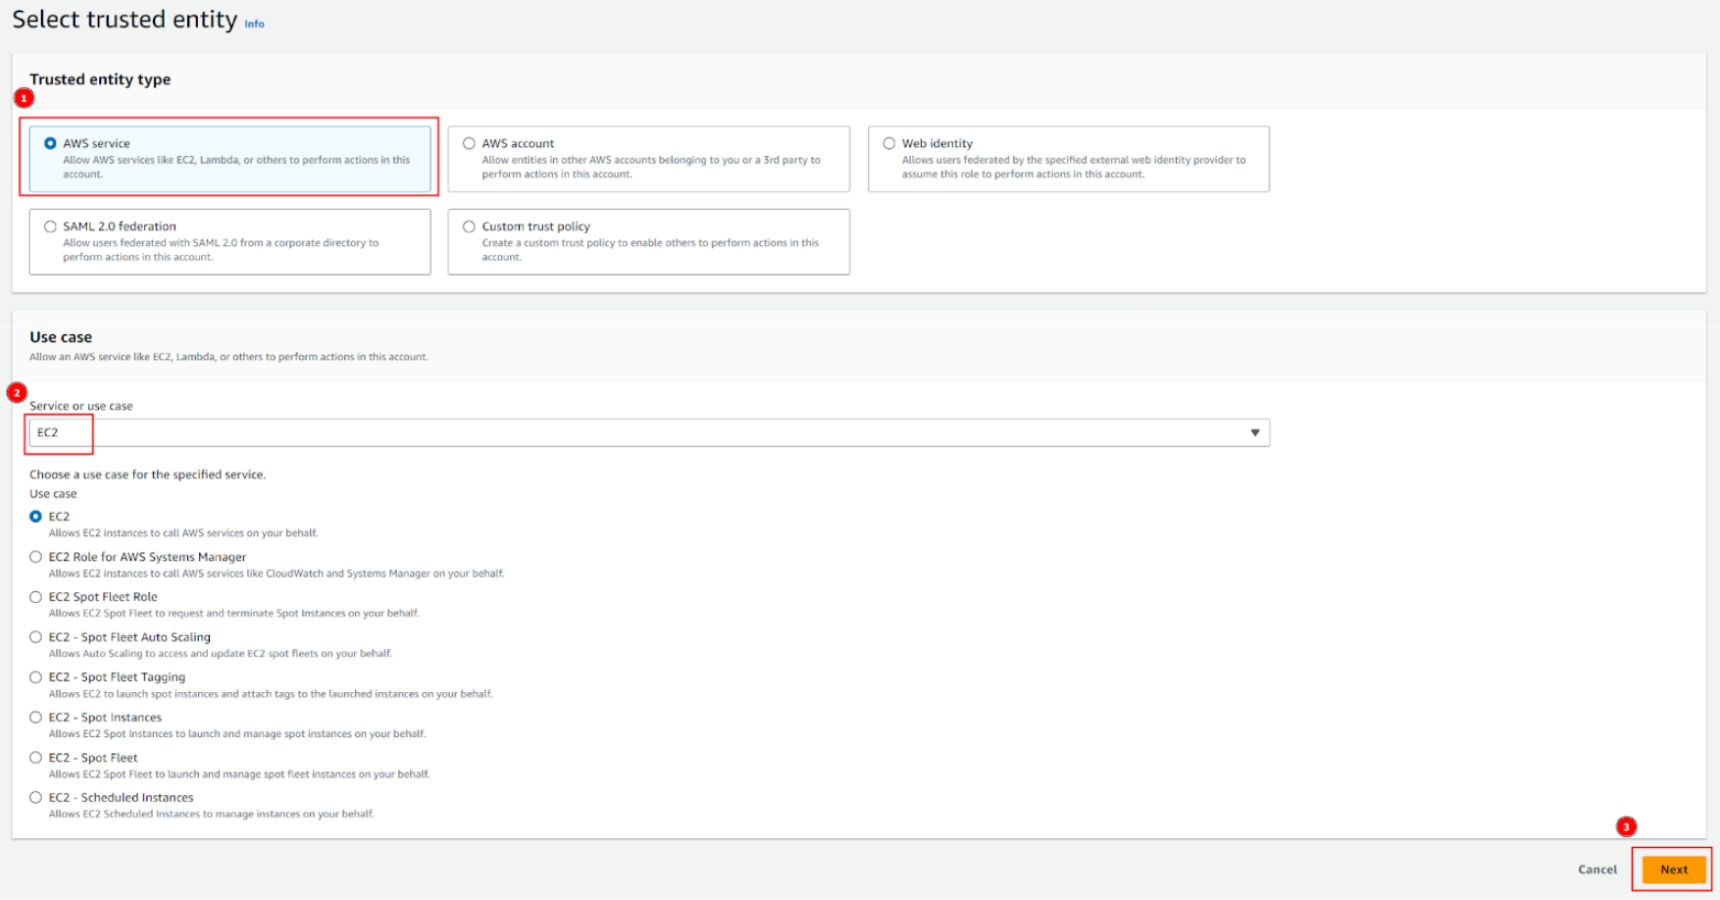 Select trusted entity Info
Trusted entity type
1
AWS service
Allow AWS services like EC2, Lambda, or others to perform actions in this
account.
AWS account
Allow entities in other AWS accounts belonging to you or a 3rd party to
perform actions in this account.
Web identity
Allows users federated by the specified external web identity provider to
assume this role to perform actions in this account.
SAML 2.0 federation
Allow users federated with SAML 2.0 from a corporate directory to
perform actions in this account.
Custom trust policy
Create a custom trust policy to enable others to perform actions in this
account.
Use case
Allow an AWS service like EC2, Lambda, or others to perform actions in this account.
2
Service or use case
EC2
Choose a use case for the specified service.
Use case
EC2
Allows EC2 instances to call AWS services on your behalf.
EC2 Role for AWS Systems Manager
Allows EC2 instances to call AWS services like CloudWatch and Systems Manager on your behalf.
EC2 Spot Fleet Role
Allows EC2 Spot Fleet to request and terminate Spot Instances on your behalf.
EC2 - Spot Fleet Auto Scaling
Allows Auto Scaling to access and update EC2 spot fleets on your behalf.
EC2 - Spot Fleet Tagging
Allows EC2 to launch spot instances and attach tags to the launched instances on your behalf.
EC2 - Spot Instances
Allows EC2 Spot Instances to launch and manage spot instances on your behalf.
EC2 - Spot Fleet
Allows EC2 Spot Fleet to launch and manage spot fleet instances on your behalf.
EC2 - Scheduled Instances
Allows EC2 Scheduled Instances to manage instances on your behalf.
3
Cancel
Next